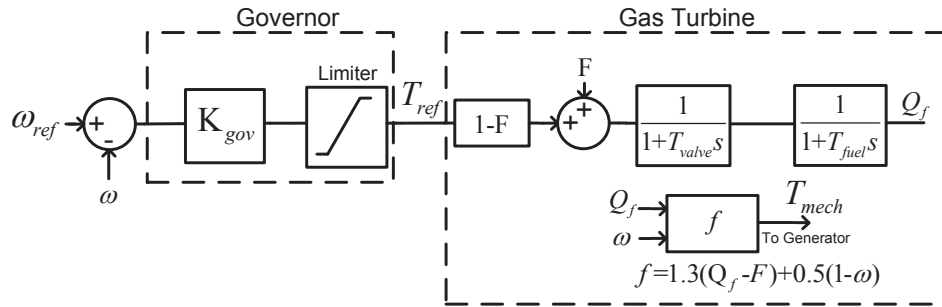 Governor
Gas Turbine
Limiter
F
ω_ref
+
-
ω
K_gov
T_ref
1-F
+
+
1
1+T_valve s
1
1+T_fuel s
Q_f
Q_f
ω
f
T_mech
To Generator
f=1.3(Q_f-F)+0.5(1-ω)